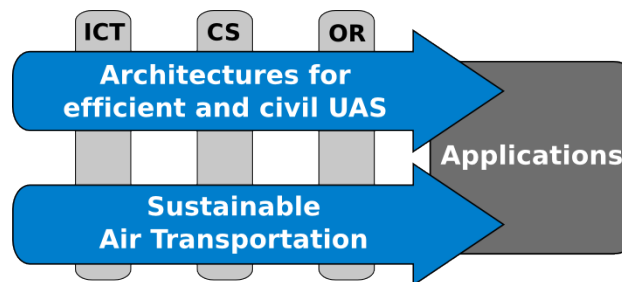 ICT CS OR
Architectures for
efficient and civil UAS
Applications
Sustainable
Air Transportation